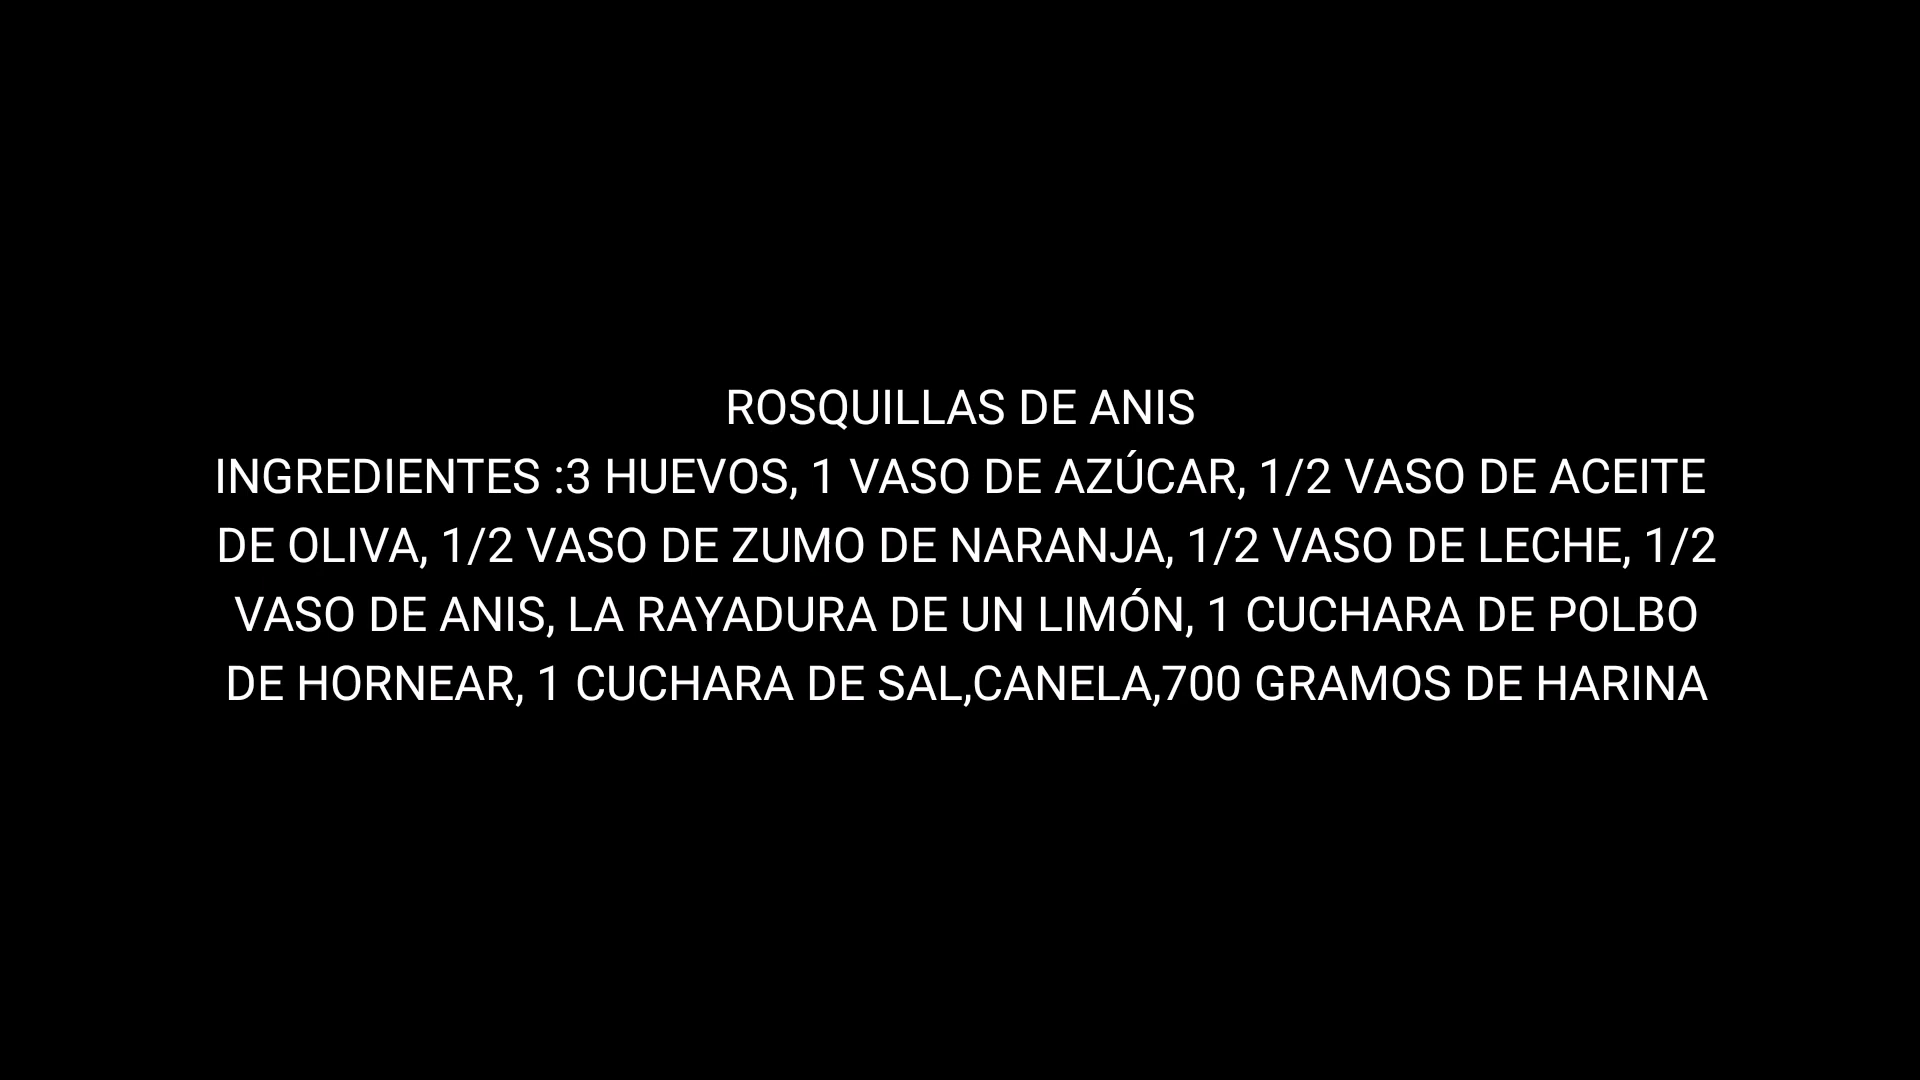 ROSQUILLAS DE ANIS
INGREDIENTES :3 HUEVOS, 1 VASO DE AZÚCAR, 1/2 VASO DE ACEITE
DE OLIVA, 1/2 VASO DE ZUMO DE NARANJA, 1/2 VASO DE LECHE, 1/2
VASO DE ANIS, LA RAYADURA DE UN LIMÓN, 1 CUCHARA DE POLBO
DE HORNEAR, 1 CUCHARA DE SAL,CANELA,700 GRAMOS DE HARINA